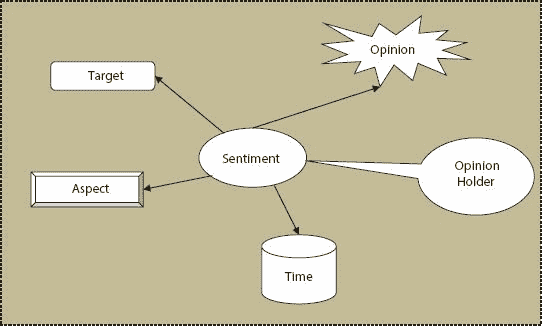 Opinion
Target
Sentiment
Opinion
Holder
Aspect
Time